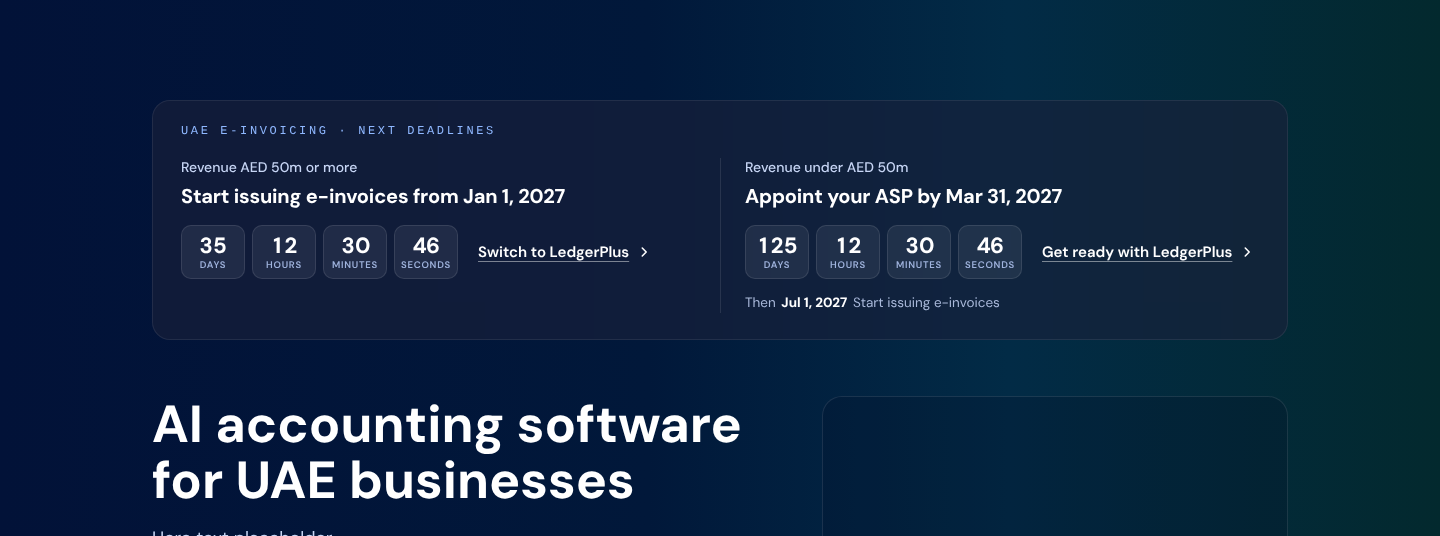 UAE E-INVOICING · NEXT DEADLINES
Revenue AED 50m or more
Start issuing e-invoices from Jan 1, 2027
35 12 30 46
DAYS HOURS MINUTES SECONDS
Switch to LedgerPlus
Revenue under AED 50m
Appoint your ASP by Mar 31, 2027
125 12 30 46
DAYS HOURS MINUTES SECONDS
Get ready with LedgerPlus
Then Jul 1, 2027 Start issuing e-invoices
AI accounting software
for UAE businesses
text placeholder